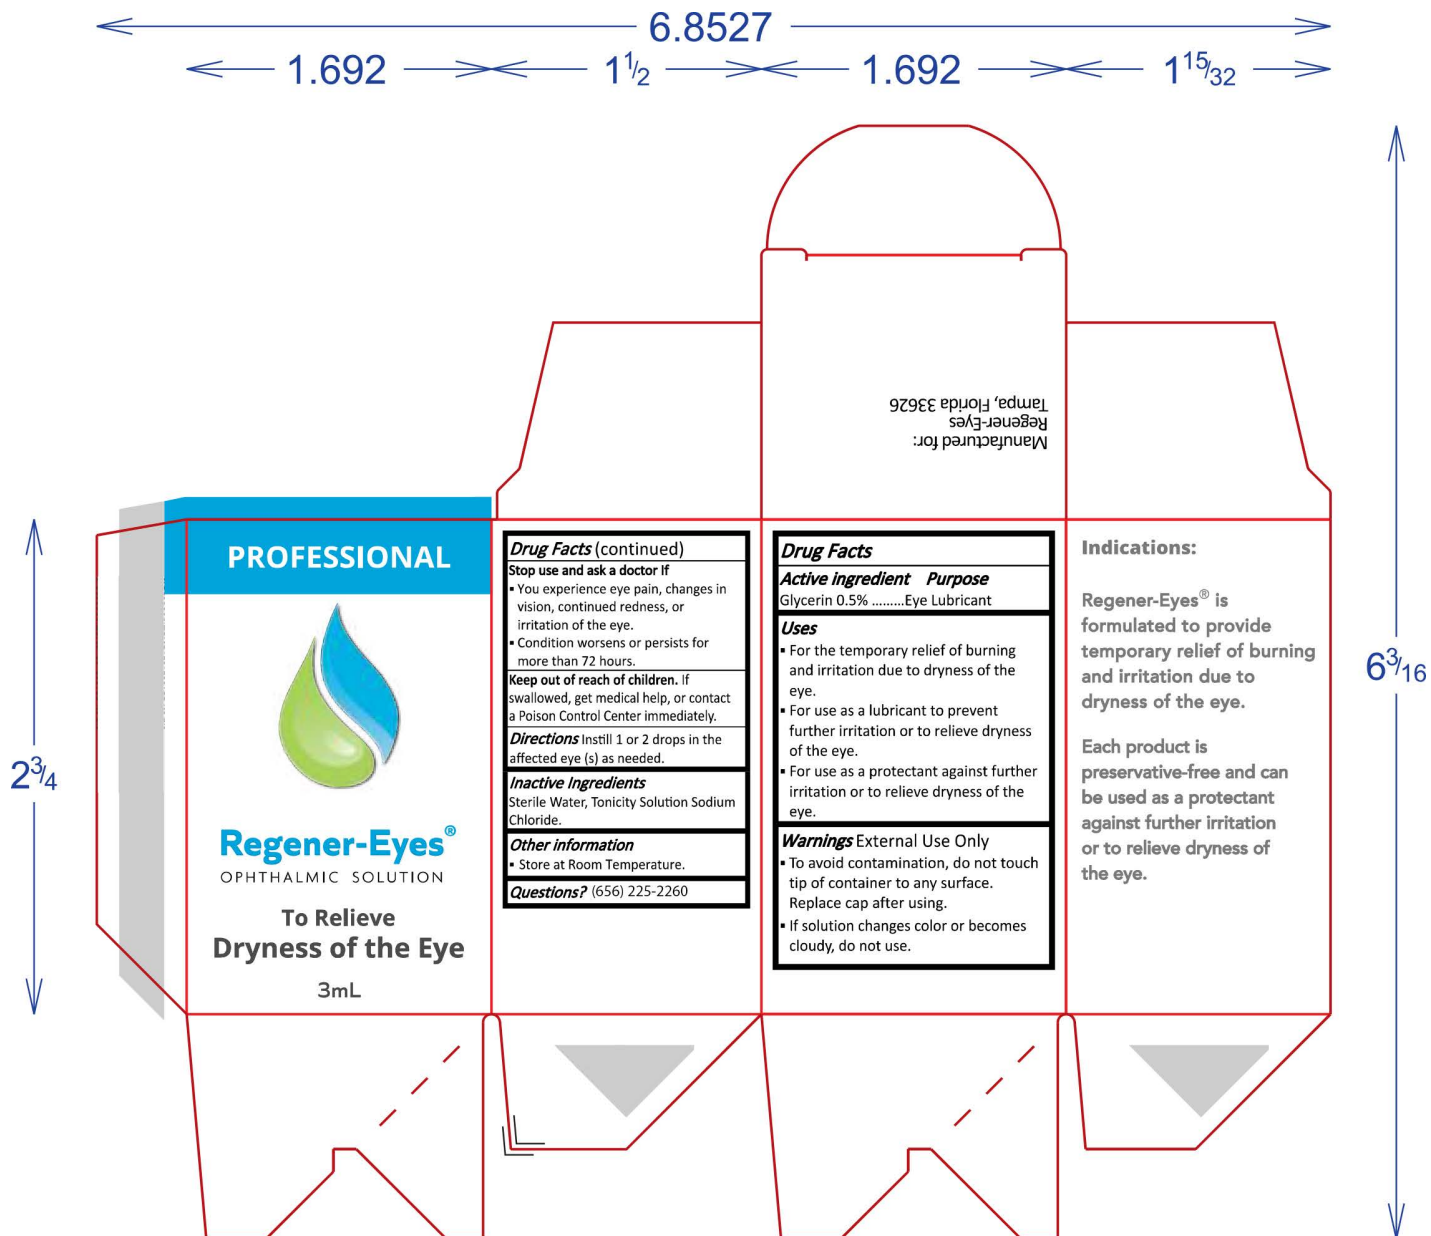 6.8527
1.692
1 1/2
1.692
1 15/32
6 3/16
2 3/4
Manufactured for:
Regener-Eyes
Tampa, Florida 33626
PROFESSIONAL
Regener-Eyes®
OPHTHALMIC SOLUTION
To Relieve
Dryness of the Eye
3mL
Drug Facts (continued)
Stop use and ask a doctor If
▪ You experience eye pain, changes in
vision, continued redness, or
irritation of the eye.
▪ Condition worsens or persists for
more than 72 hours.
Keep out of reach of children. If
swallowed, get medical help, or contact
a Poison Control Center immediately.
Directions Instill 1 or 2 drops in the
affected eye (s) as needed.
Inactive Ingredients
Sterile Water, Tonicity Solution Sodium
Chloride.
Other information
▪ Store at Room Temperature.
Questions? (656) 225-2260
Drug Facts
Active ingredient Purpose
Glycerin 0.5% .........Eye Lubricant
Uses
▪ For the temporary relief of burning
and irritation due to dryness of the
eye.
▪ For use as a lubricant to prevent
further irritation or to relieve dryness
of the eye.
▪ For use as a protectant against further
irritation or to relieve dryness of the
eye.
Warnings External Use Only
▪ To avoid contamination, do not touch
tip of container to any surface.
Replace cap after using.
▪ If solution changes color or becomes
cloudy, do not use.
Indications:
Regener-Eyes® is
formulated to provide
temporary relief of burning
and irritation due to
dryness of the eye.
Each product is
preservative-free and can
be used as a protectant
against further irritation
or to relieve dryness of
the eye.